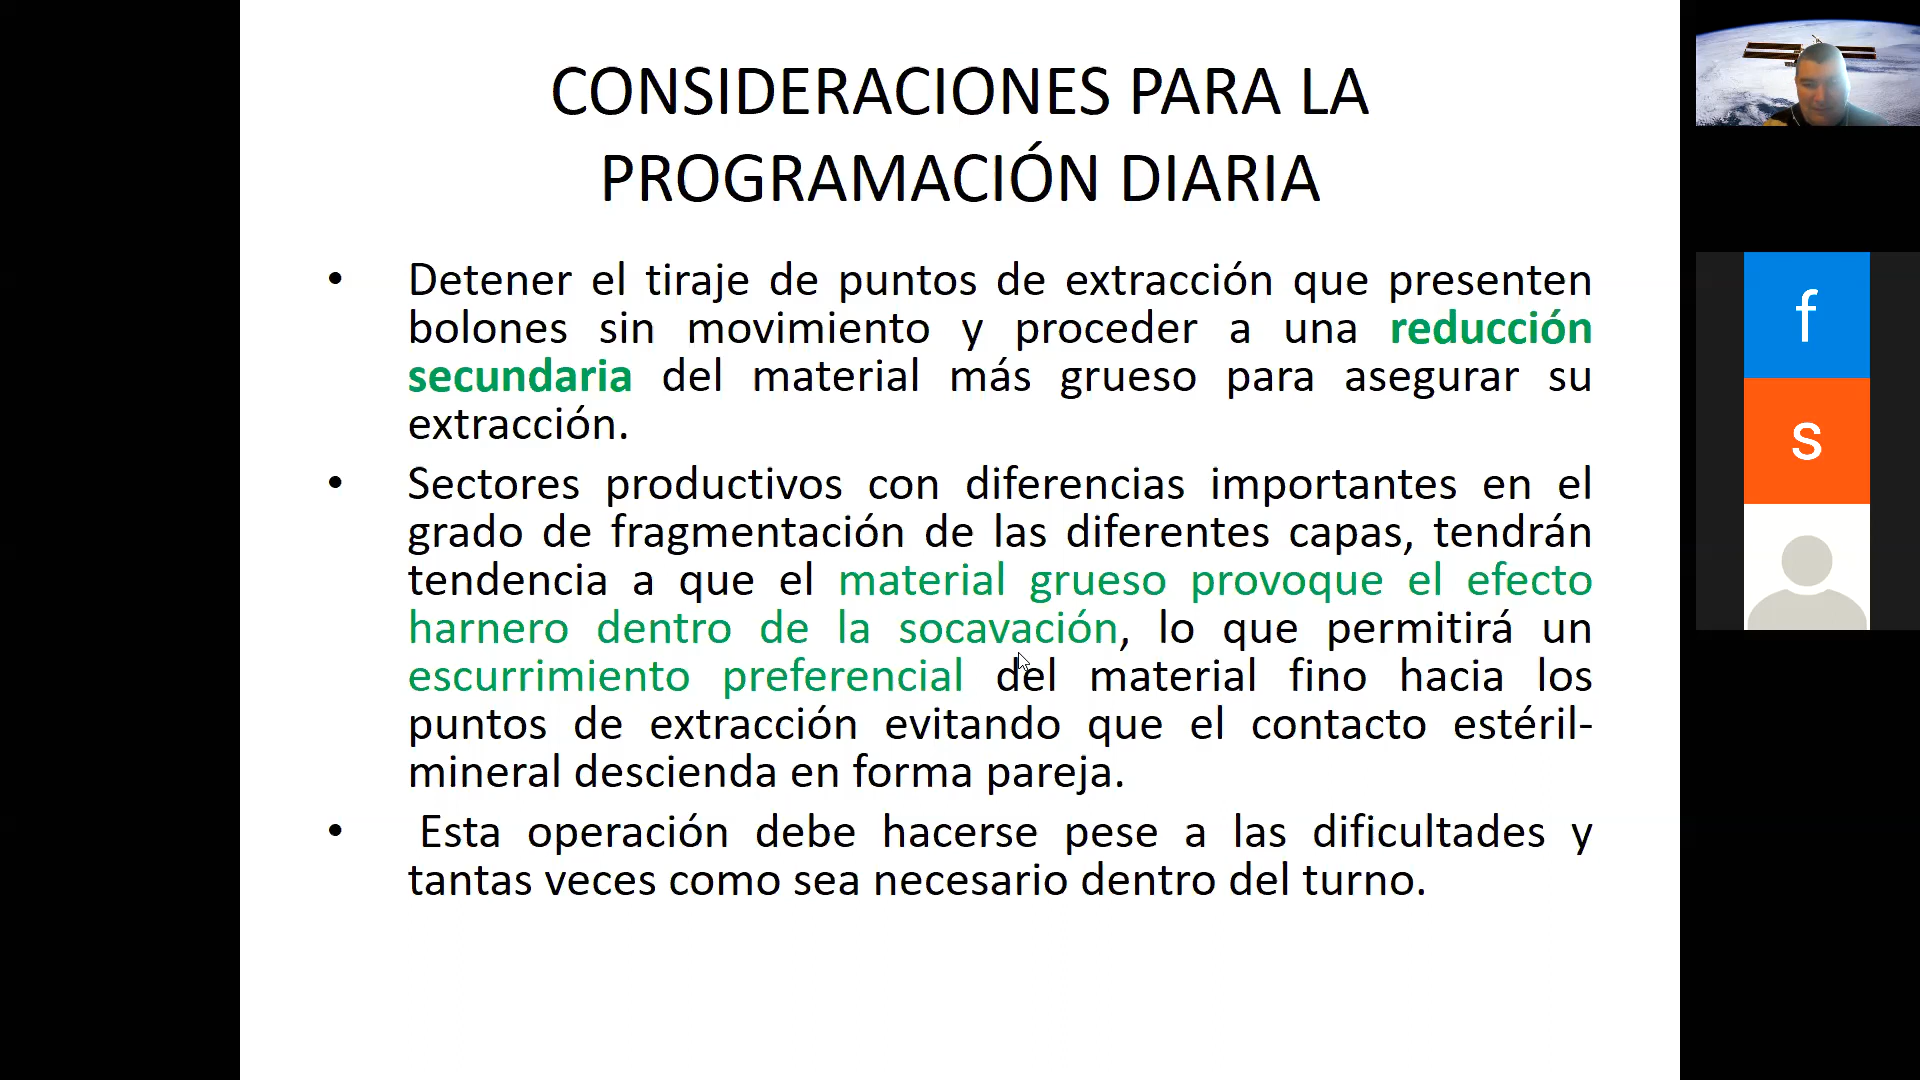 CONSIDERACIONES PARA LA
PROGRAMACIÓN DIARIA
• Detener el tiraje de puntos de extracción que presenten
bolones sin movimiento y proceder a una reducción
secundaria del material más grueso para asegurar su
extracción.
• Sectores productivos con diferencias importantes en el
grado de fragmentación de las diferentes capas, tendrán
tendencia a que el material grueso provoque el efecto
harnero dentro de la socavación, lo que permitirá un
escurrimiento preferencial del material fino hacia los
puntos de extracción evitando que el contacto estéril-
mineral descienda en forma pareja.
• Esta operación debe hacerse pese a las dificultades y
tantas veces como sea necesario dentro del turno.
f
s